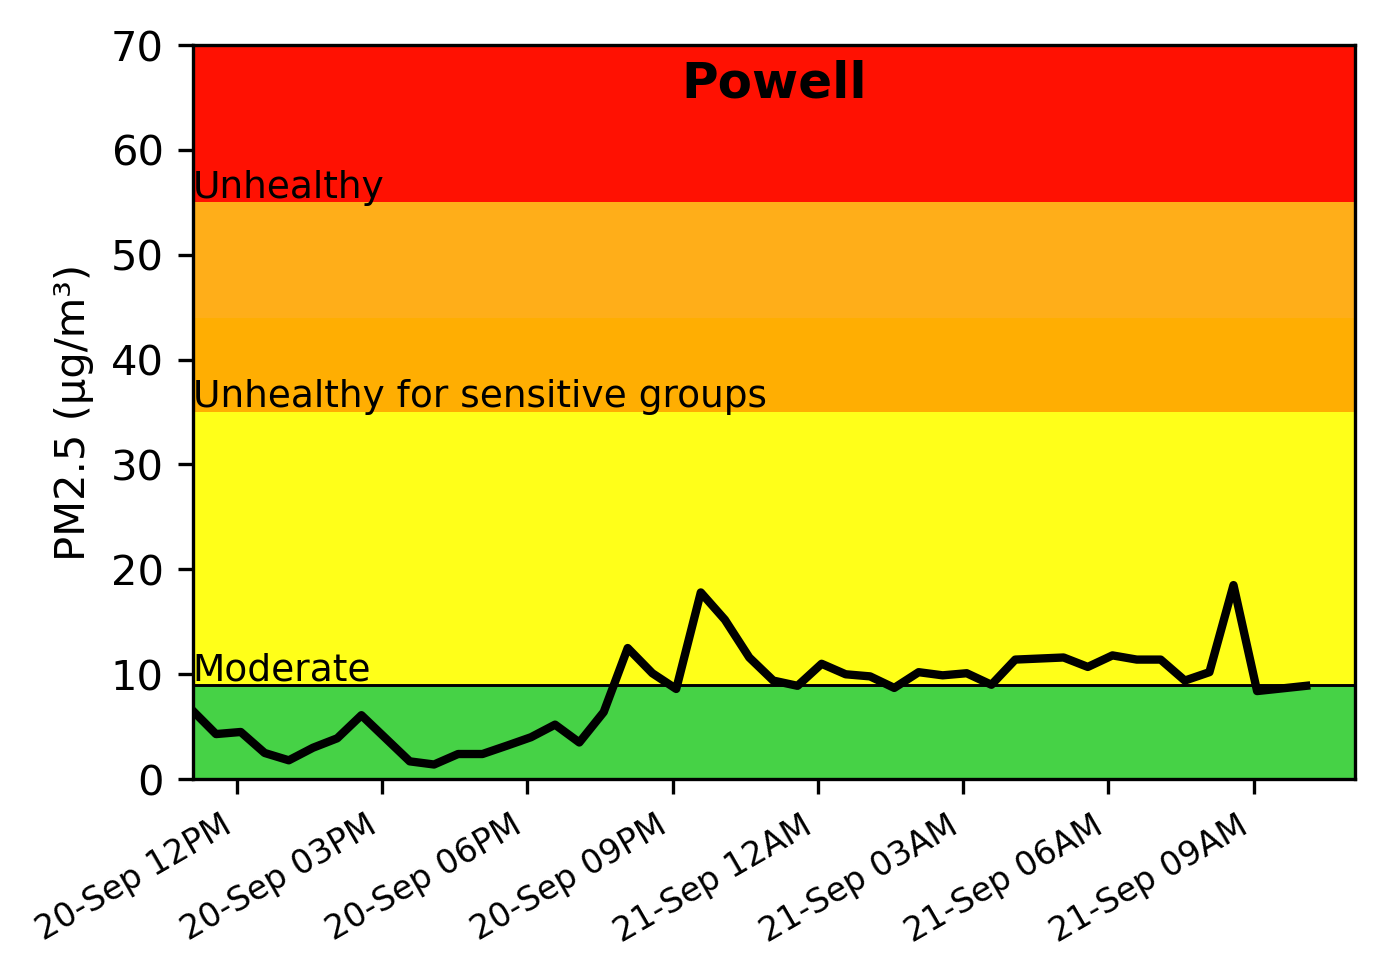 Powell
PM2.5 (µg/m³)
70
60
50
40
30
20
10
0
Unhealthy
Unhealthy for sensitive groups
Moderate
20-Sep 12PM
20-Sep 03PM
20-Sep 06PM
20-Sep 09PM
21-Sep 12AM
21-Sep 03AM
21-Sep 06AM
21-Sep 09AM